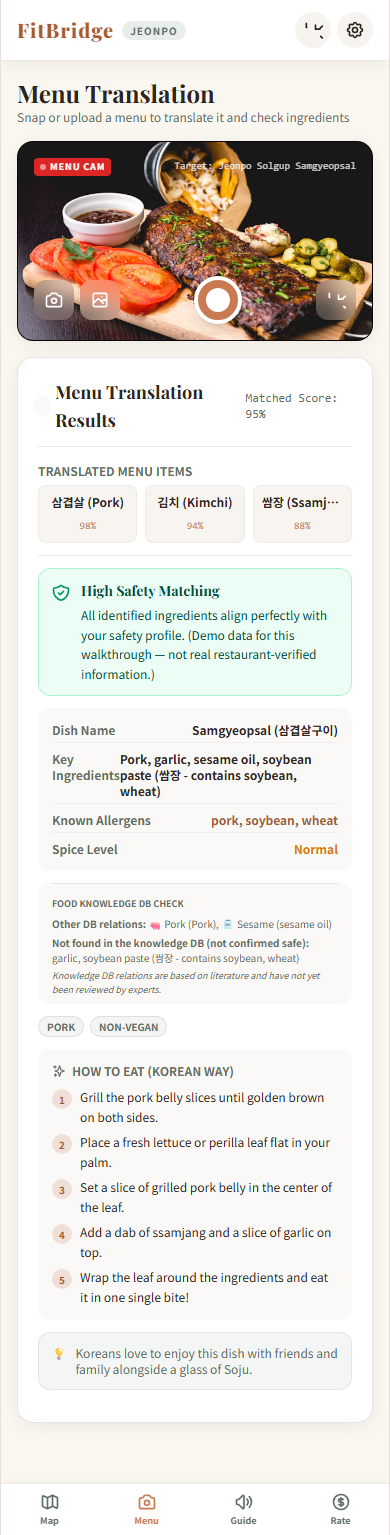 FitBridge JEONPO
Menu Translation
Snap or upload a menu to translate it and check ingredients
MENU CAM
Target: Jeonpo Solgup Samgyeopsal
Menu Translation
Results
Matched Score:
95%
TRANSLATED MENU ITEMS
삼겹살 (Pork)
98%
김치 (Kimchi)
94%
쌈장 (Ssamj…
88%
High Safety Matching
All identified ingredients align perfectly with
your safety profile. (Demo data for this
walkthrough — not real restaurant-verified
information.)
Dish Name Samgyeopsal (삼겹살구이)
Key
Ingredients
Pork, garlic, sesame oil, soybean
paste (쌈장 - contains soybean,
wheat)
Known Allergens pork, soybean, wheat
Spice Level Normal
FOOD KNOWLEDGE DB CHECK
Other DB relations: Pork (Pork), Sesame (sesame oil)
Not found in the knowledge DB (not confirmed safe):
garlic, soybean paste (쌈장 - contains soybean, wheat)
Knowledge DB relations are based on literature and have not yet
been reviewed by experts.
PORK NON-VEGAN
HOW TO EAT (KOREAN WAY)
1 Grill the pork belly slices until golden brown
on both sides.
2 Place a fresh lettuce or perilla leaf flat in your
palm.
3 Set a slice of grilled pork belly in the center of
the leaf.
4 Add a dab of ssamjang and a slice of garlic on
top.
5 Wrap the leaf around the ingredients and eat
it in one single bite!
Koreans love to enjoy this dish with friends and
family alongside a glass of Soju.
Map Menu Guide Rate